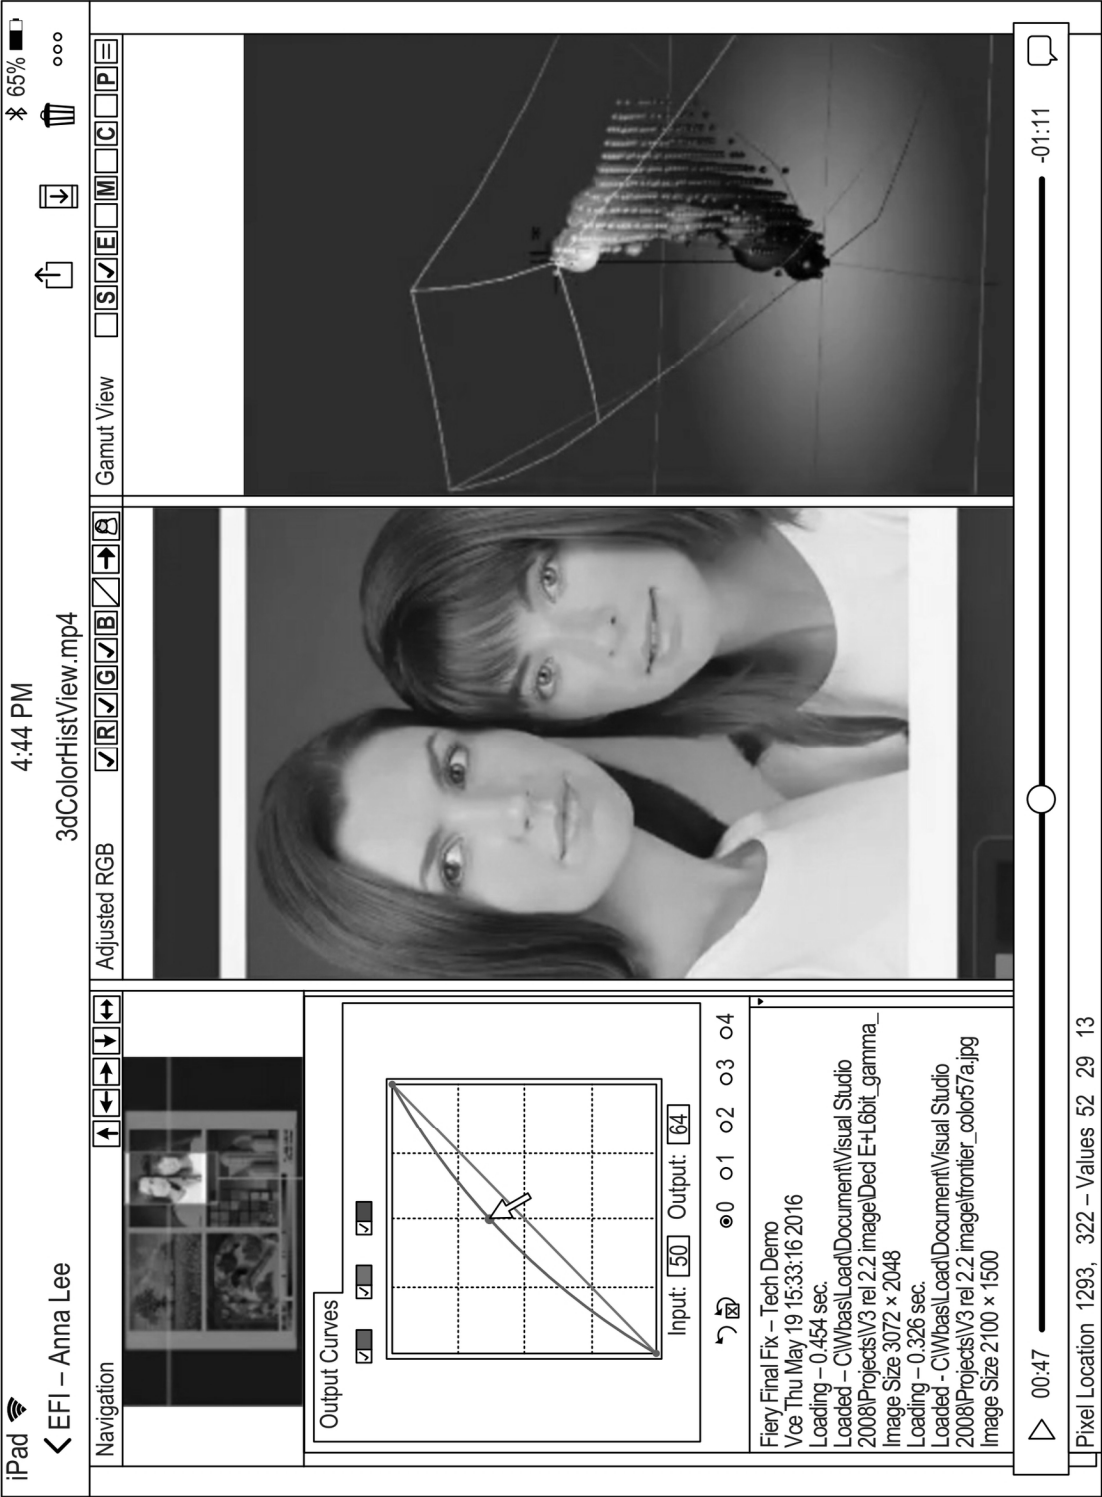 iPad 4:44 PM 65%
EFI – Anna Lee 3dColorHistView.mp4
Navigation
Adjusted RGB R G B
Gamut View S E M C P
Output Curves
Input: 50 Output: 64
0 1 2 3 4
Fiery Final Fix – Tech Demo
Vce Thu May 19 15:33:16 2016
Loading – 0.454 sec.
Loaded – C\Wbas\Load\Document\Visual Studio
2008\Projects\V3 rel 2.2 image\Ded E+L6bit_gamma_
Image Size 3072 × 2048
Loading – 0.326 sec.
Loaded - C\Wbas\Load\Document\Visual Studio
2008\Projects\V3 rel 2.2 image\frontier_color57a.jpg
Image Size 2100 × 1500
00:47 -01:11
Pixel Location 1293, 322 – Values 52 29 13